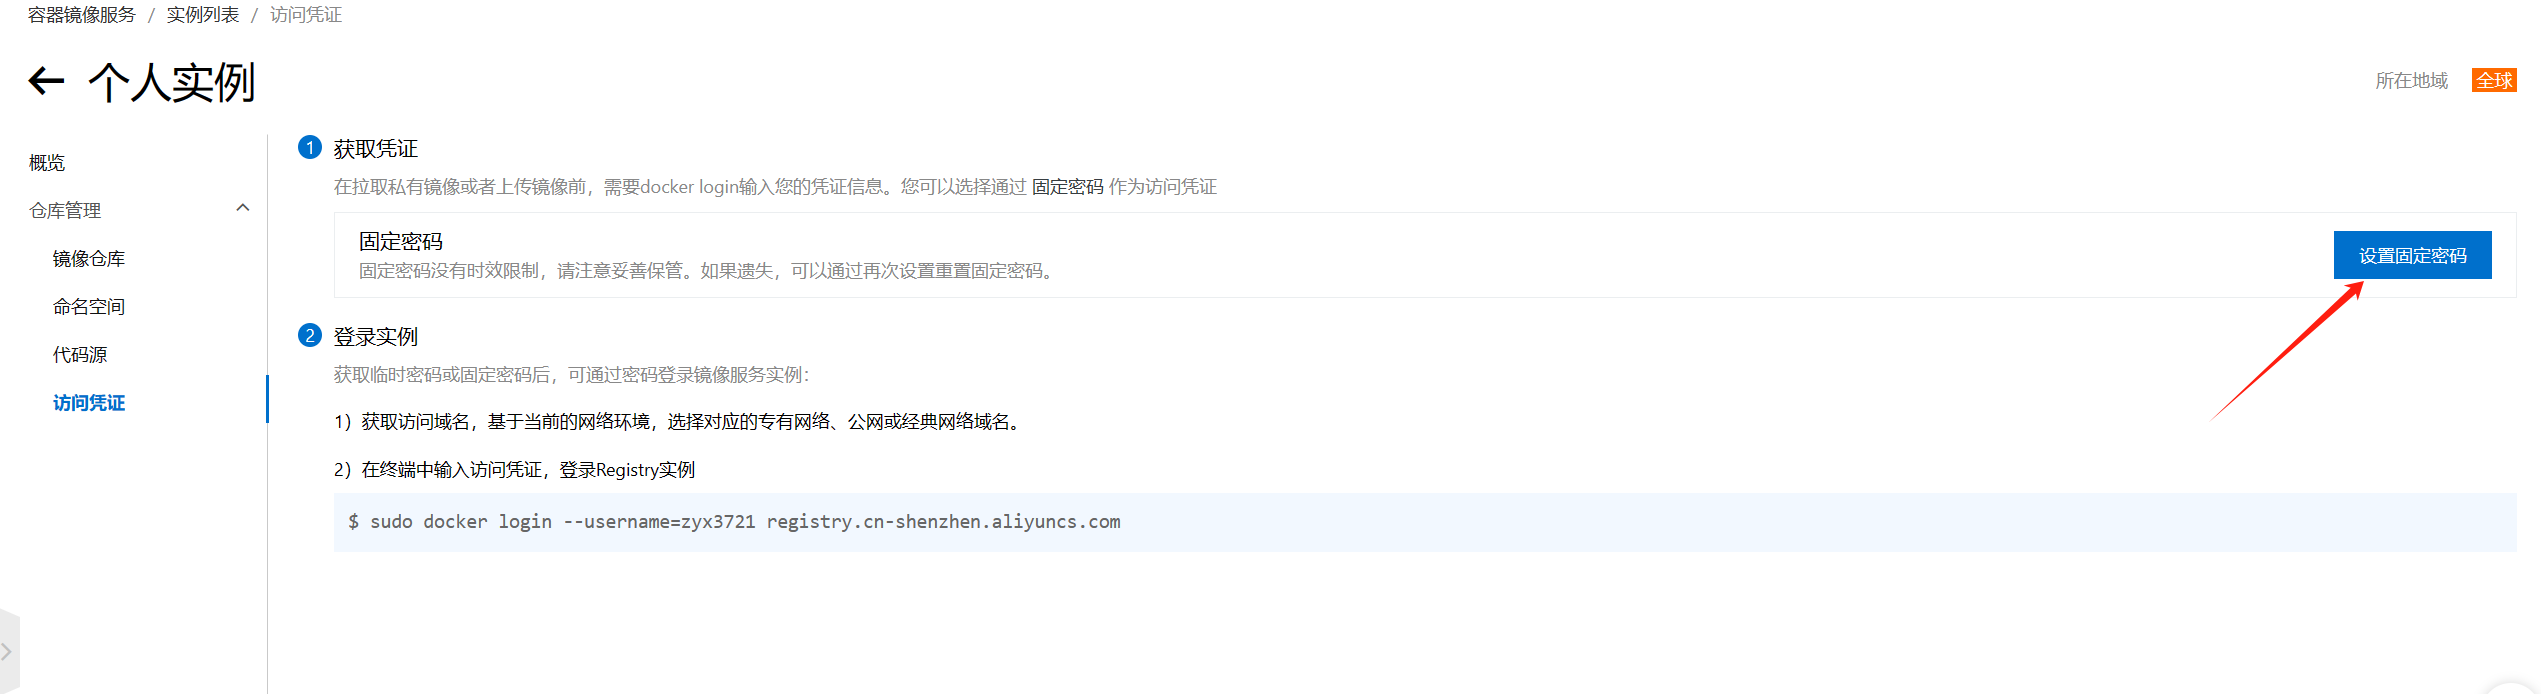 容器镜像服务 / 实例列表 / 访问凭证
个人实例
所在地域 全球
概览
仓库管理
镜像仓库
命名空间
代码源
访问凭证
1 获取凭证
在拉取私有镜像或者上传镜像前，需要docker login输入您的凭证信息。您可以选择通过 固定密码 作为访问凭证
固定密码
固定密码没有时效限制，请注意妥善保管。如果遗失，可以通过再次设置重置固定密码。
设置固定密码
2 登录实例
获取临时密码或固定密码后，可通过密码登录镜像服务实例：
1）获取访问域名，基于当前的网络环境，选择对应的专有网络、公网或经典网络域名。
2）在终端中输入访问凭证，登录Registry实例
$ sudo docker login --username=zyx3721 registry.cn-shenzhen.aliyuncs.com